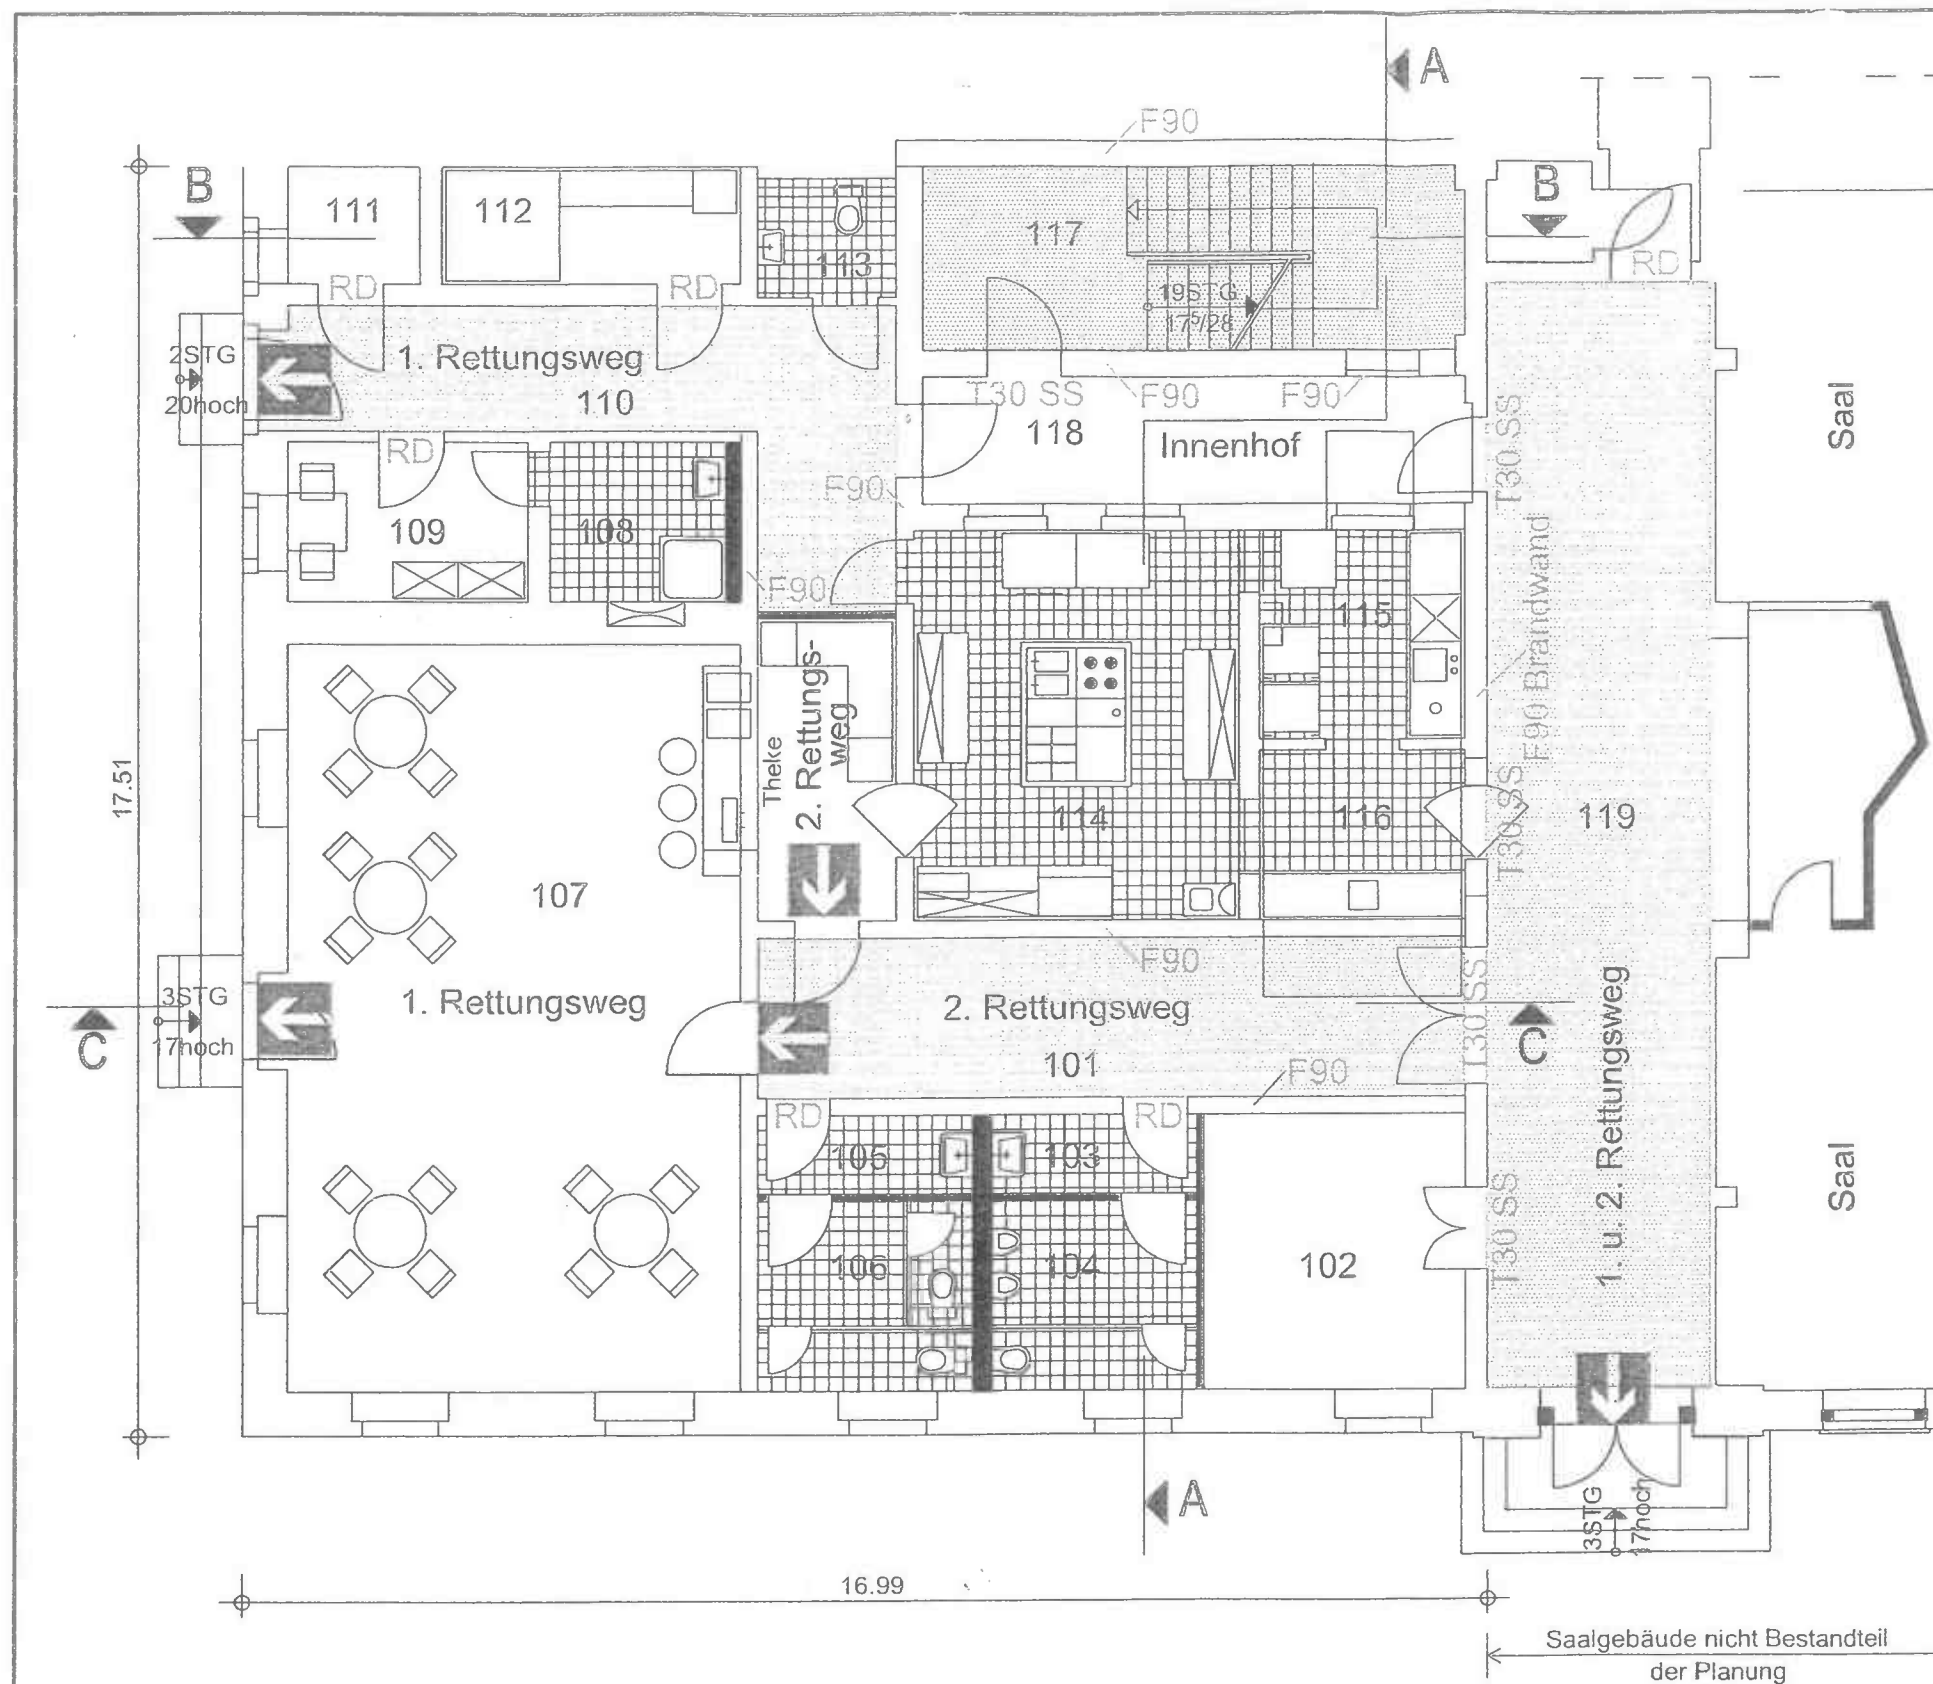 A
F90
B
111
112
113
117
B
RD
RD
RD
19STG
17⁵/28
2STG
20hoch
1. Rettungsweg
110
T30 SS
F90
F90
118
Innenhof
T30 SS
Saal
RD
109
108
F90
F90
115
F90 Brandwand
17.51
Theke
2. Rettungs-
weg
114
116
T30 SS
119
107
F90
3STG
17hoch
C
1. Rettungsweg
2. Rettungsweg
101
T30 SS
C
F90
RD
RD
105
103
106
104
102
T30 SS
1. u. 2. Rettungsweg
Saal
A
3STG
17hoch
16.99
Saalgebäude nicht Bestandteil
der Planung